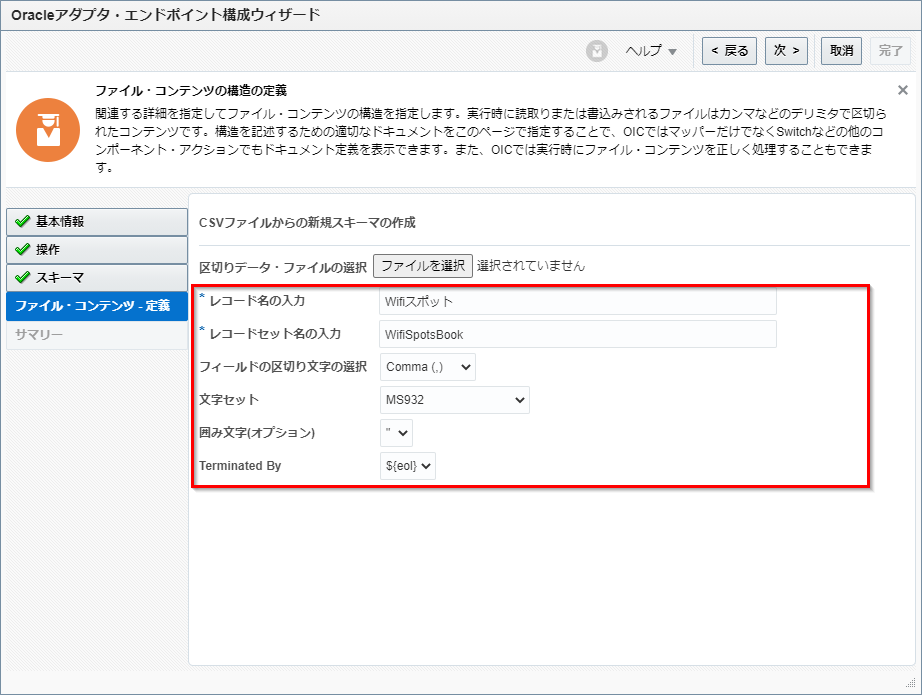 Oracleアダプタ・エンドポイント構成ウィザード
ヘルプ
< 戻る
次 >
取消
完了
ファイル・コンテンツの構造の定義
関連する詳細を指定してファイル・コンテンツの構造を指定します。実行時に読取りまたは書込みされるファイルはカンマなどのデリミタで区切ら
れたコンテンツです。構造を記述するための適切なドキュメントをこのページで指定することで、OICではマッパーだけでなくSwitchなどの他のコ
ンポーネント・アクションでもドキュメント定義を表示できます。また、OICでは実行時にファイル・コンテンツを正しく処理することもできま
す。
基本情報
操作
スキーマ
ファイル・コンテンツ - 定義
サマリー
CSVファイルからの新規スキーマの作成
区切りデータ・ファイルの選択 ファイルを選択 選択されていません
* レコード名の入力 Wifiスポット
* レコードセット名の入力 WifiSpotsBook
フィールドの区切り文字の選択 Comma (,)
文字セット MS932
囲み文字(オプション) "
Terminated By ${eol}